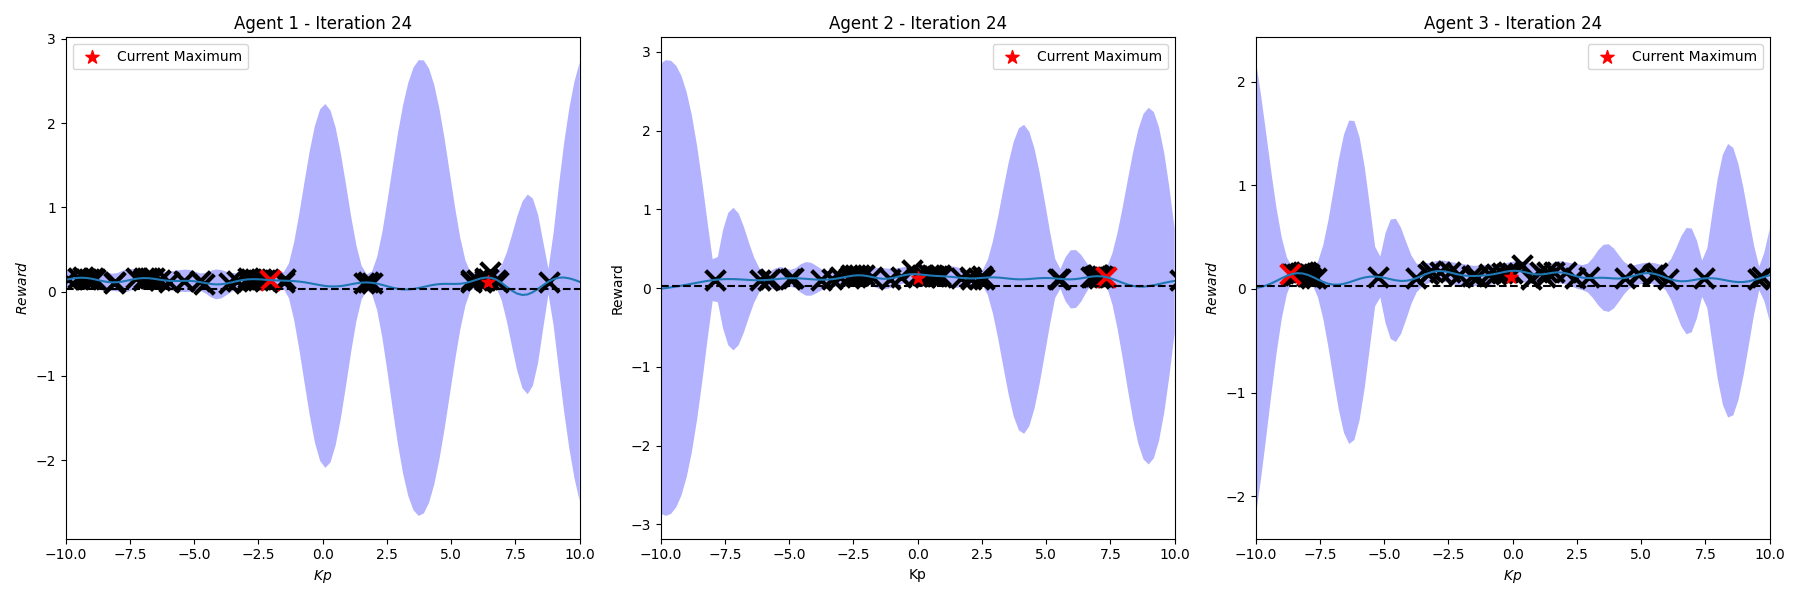 Agent 1 - Iteration 24
Current Maximum
3
2
1
0
−1
−2
Reward
−10.0 −7.5 −5.0 −2.5 0.0 2.5 5.0 7.5 10.0
Kp
Agent 2 - Iteration 24
Current Maximum
3
2
1
0
−1
−2
−3
Reward
−10.0 −7.5 −5.0 −2.5 0.0 2.5 5.0 7.5 10.0
Kp
Agent 3 - Iteration 24
Current Maximum
2
1
0
−1
−2
Reward
−10.0 −7.5 −5.0 −2.5 0.0 2.5 5.0 7.5 10.0
Kp